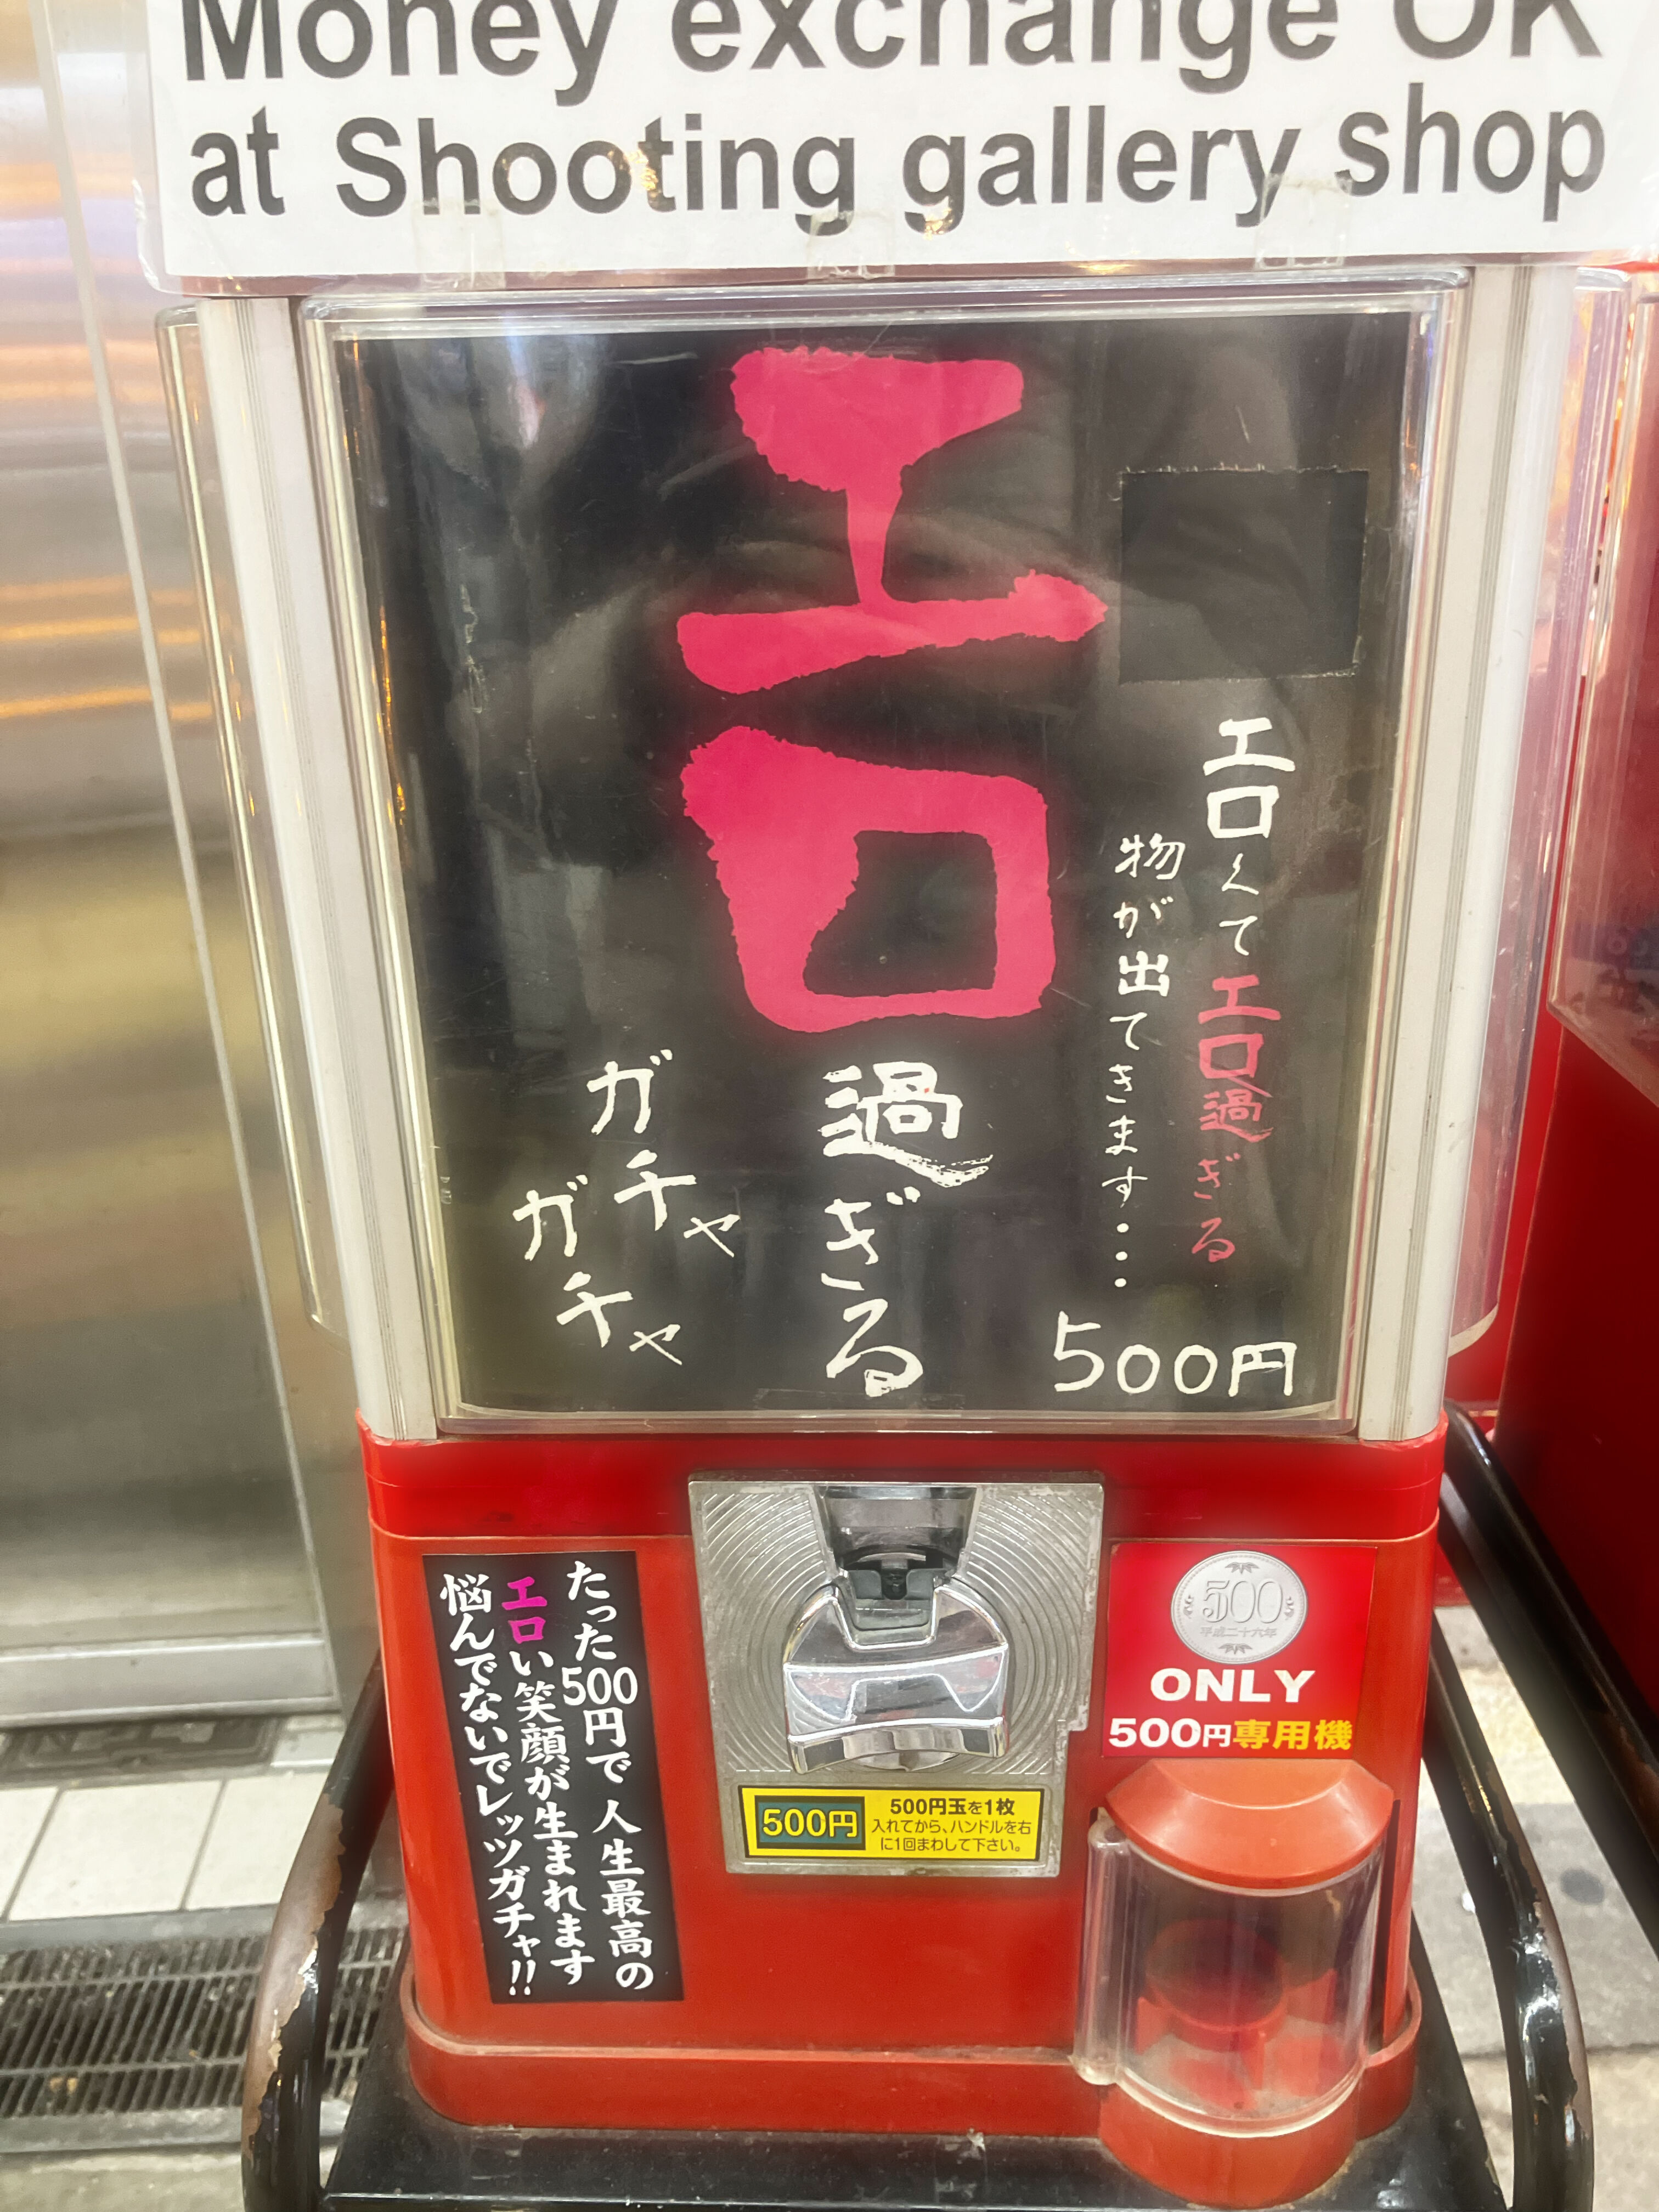 Money exchange OK
at Shooting gallery shop
エロくてエロ過ぎる
物が出てきます・・・
500円
エロ
過ぎる
ガチャ
ガチャ
たった500円で人生最高の
エロい笑顔が生まれます
悩んでないでレッツガチャ!!
500円
500円玉を1枚
入れてから、ハンドルを右
に1回まわして下さい。
500
平成二十六年
ONLY
500円専用機